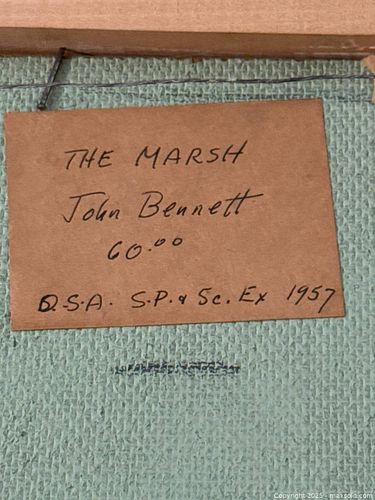 THE MARSH
John Bennett
60.00
O.S.A. S.P. & Sc. Ex 1957
Copyright 2025 - maxsold.com